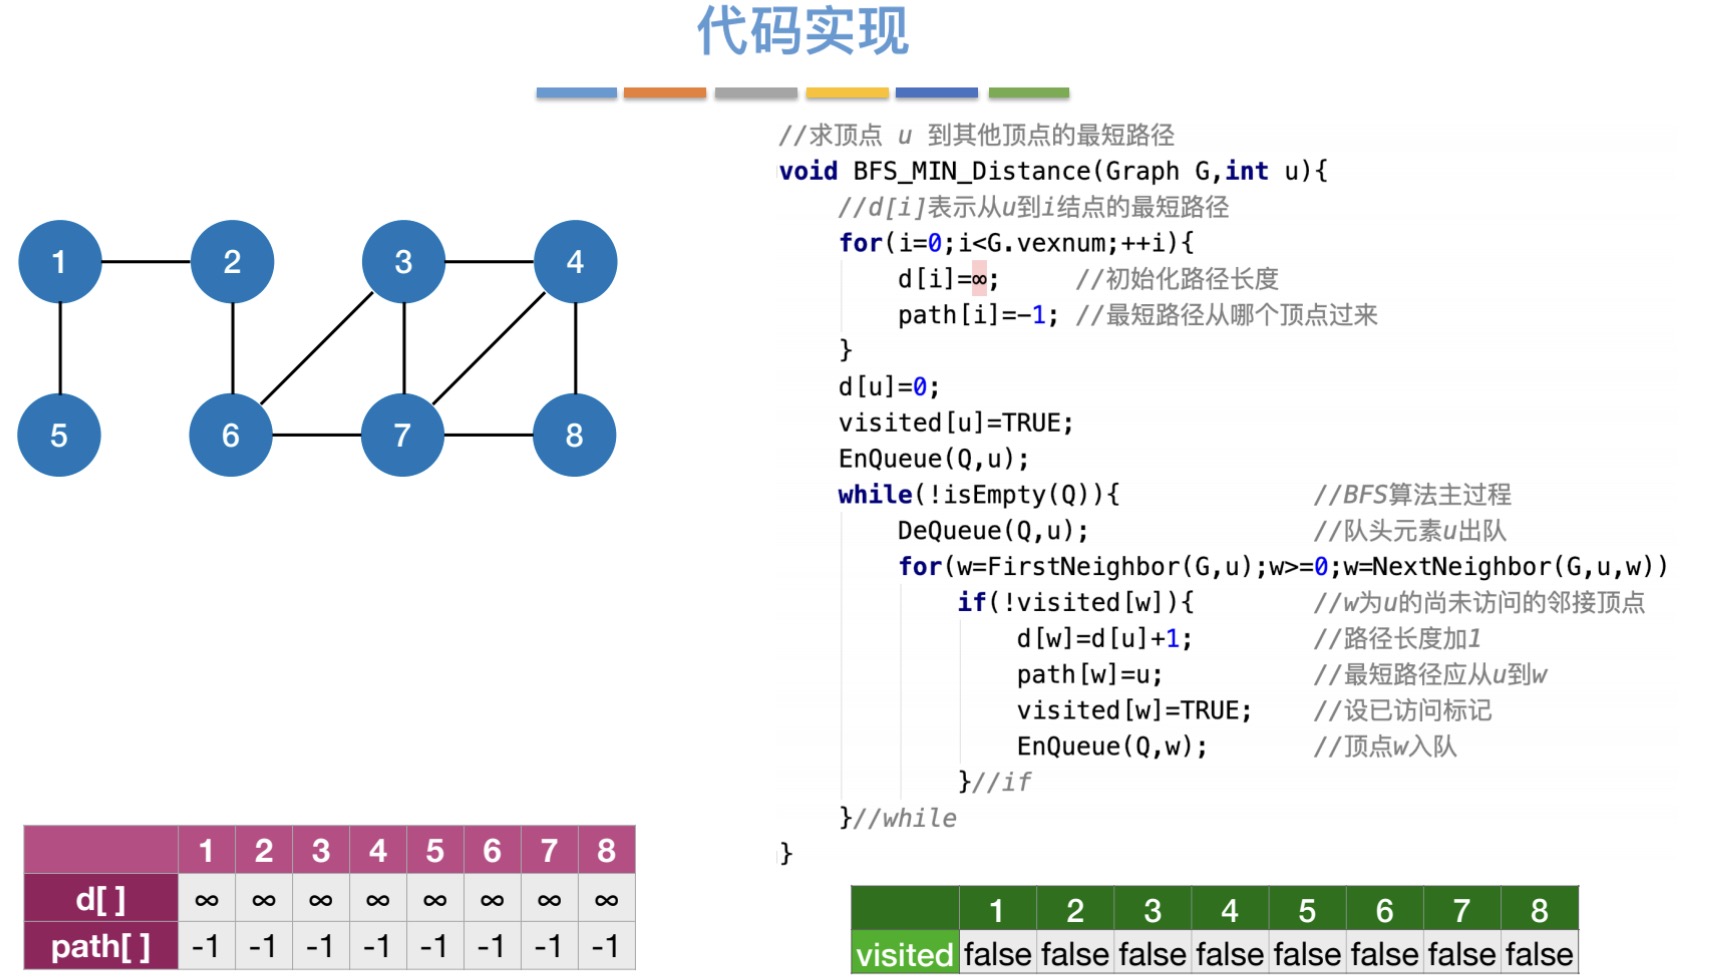 代码实现
1 2 3 4
5 6 7 8
//求顶点 u 到其他顶点的最短路径
void BFS_MIN_Distance(Graph G,int u){
//d[i]表示从u到i结点的最短路径
for(i=0;i<G.vexnum;++i){
d[i]=∞; //初始化路径长度
path[i]=-1; //最短路径从哪个顶点过来
}
d[u]=0;
visited[u]=TRUE;
EnQueue(Q,u);
while(!isEmpty(Q)){ //BFS算法主过程
DeQueue(Q,u); //队头元素u出队
for(w=FirstNeighbor(G,u);w>=0;w=NextNeighbor(G,u,w))
if(!visited[w]){ //w为u的尚未访问的邻接顶点
d[w]=d[u]+1; //路径长度加1
path[w]=u; //最短路径应从u到w
visited[w]=TRUE; //设已访问标记
EnQueue(Q,w); //顶点w入队
}//if
}//while
}
1 2 3 4 5 6 7 8
d[ ] ∞ ∞ ∞ ∞ ∞ ∞ ∞ ∞
path[ ] -1 -1 -1 -1 -1 -1 -1 -1
1 2 3 4 5 6 7 8
visited false false false false false false false false